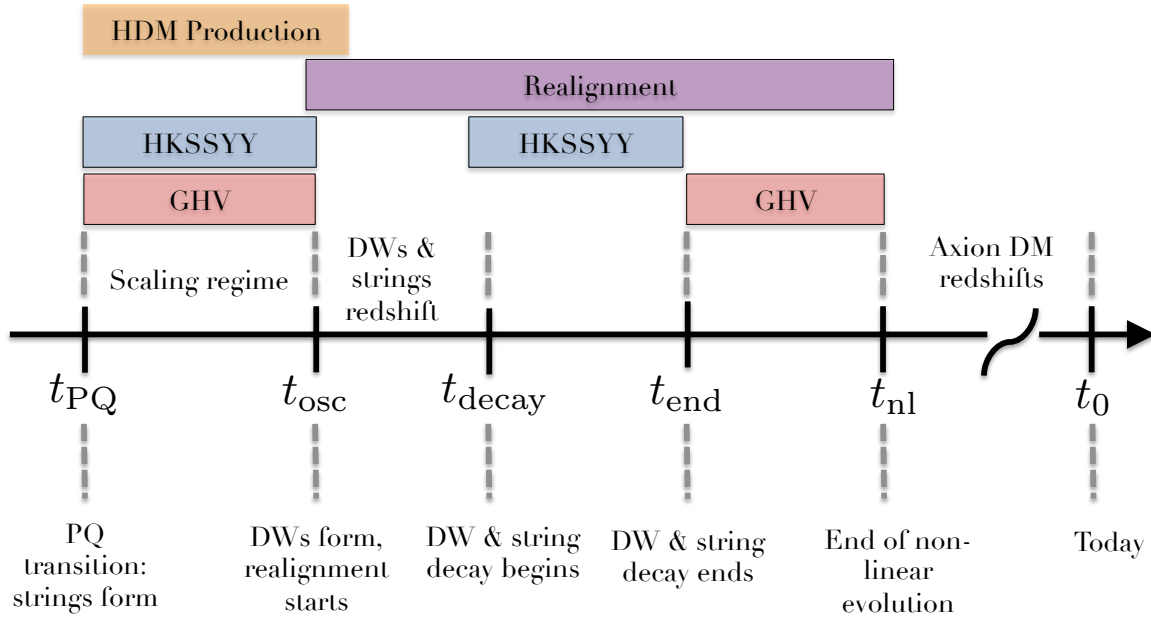 HDM Production
Realignment
HKSSYY
HKSSYY
GHV
GHV
Scaling regime
DWs &
strings
redshift
Axion DM
redshifts
t_PQ
t_osc
t_decay
t_end
t_nl
t_0
PQ
transition:
strings form
DWs form,
realignment
starts
DW & string
decay begins
DW & string
decay ends
End of non-
linear
evolution
Today